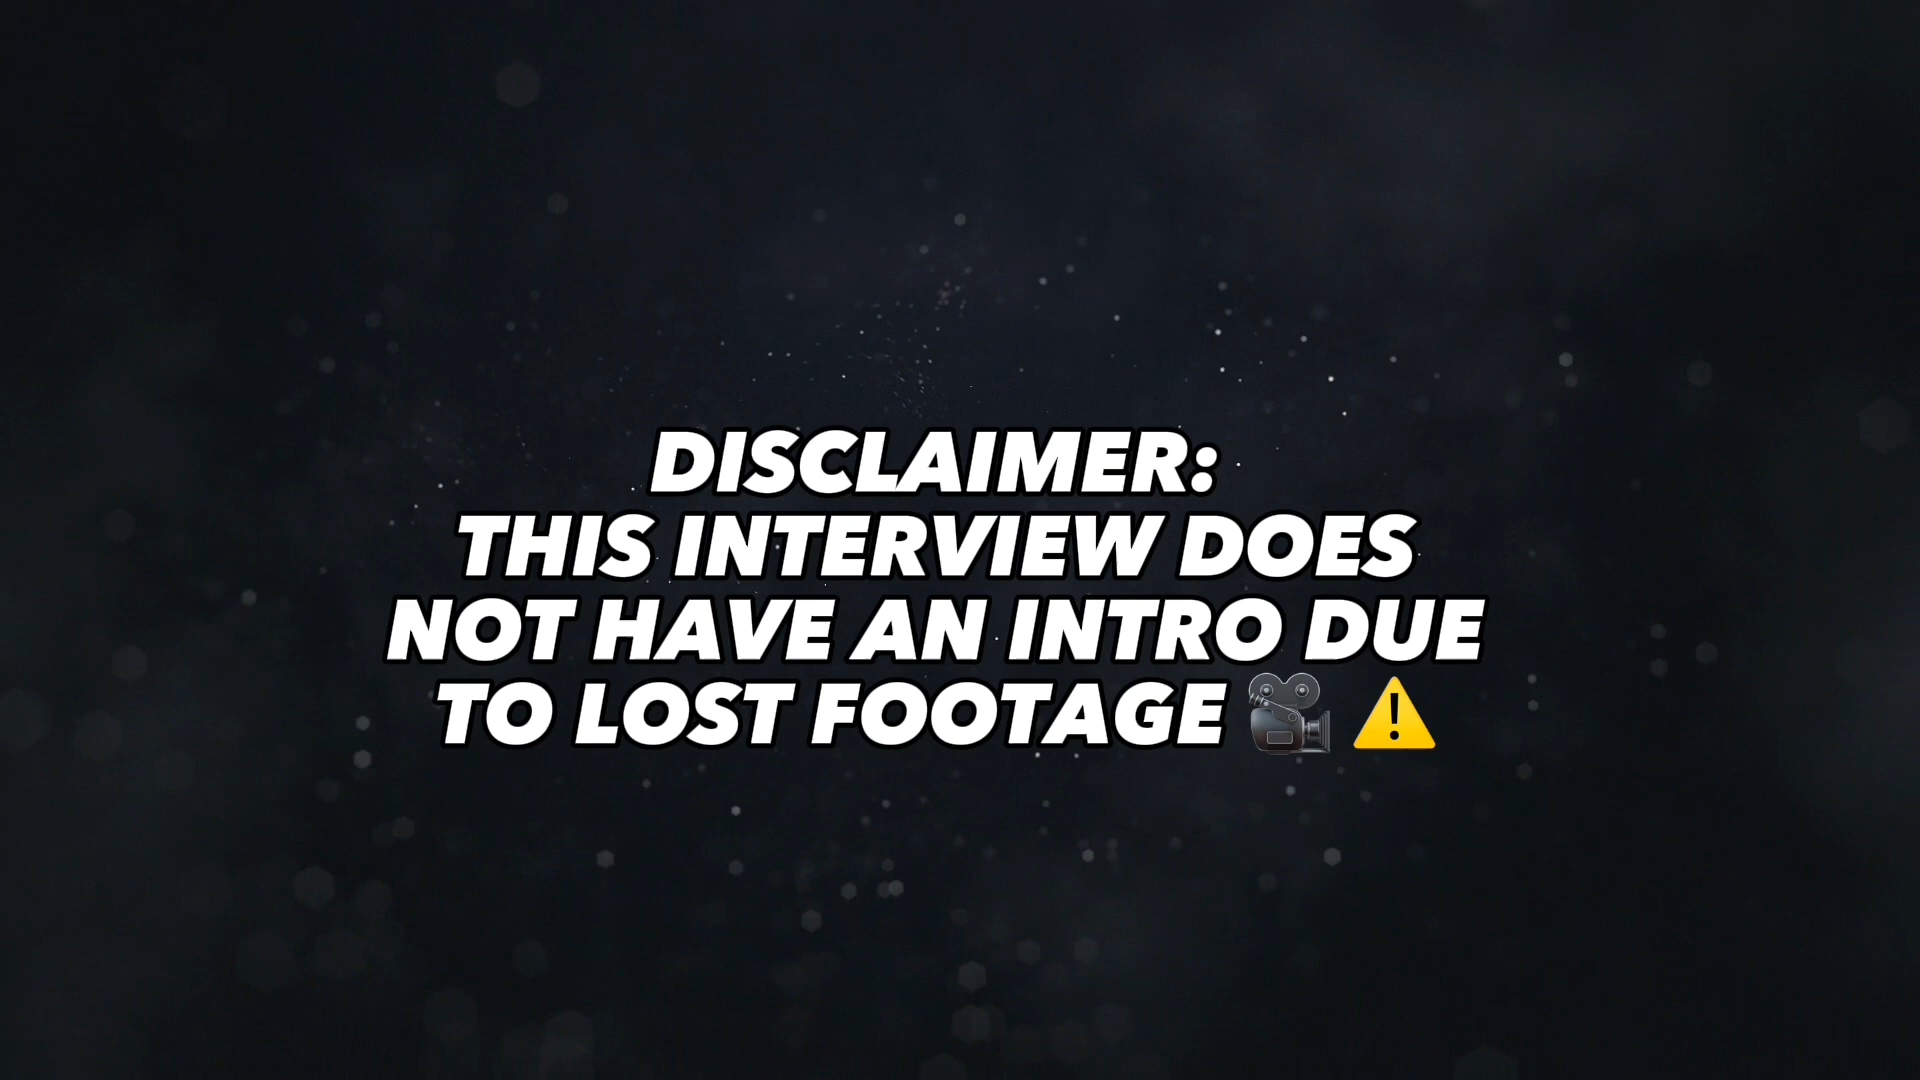 DISCLAIMER:
THIS INTERVIEW DOES
NOT HAVE AN INTRO DUE
TO LOST FOOTAGE 🎥 ⚠️